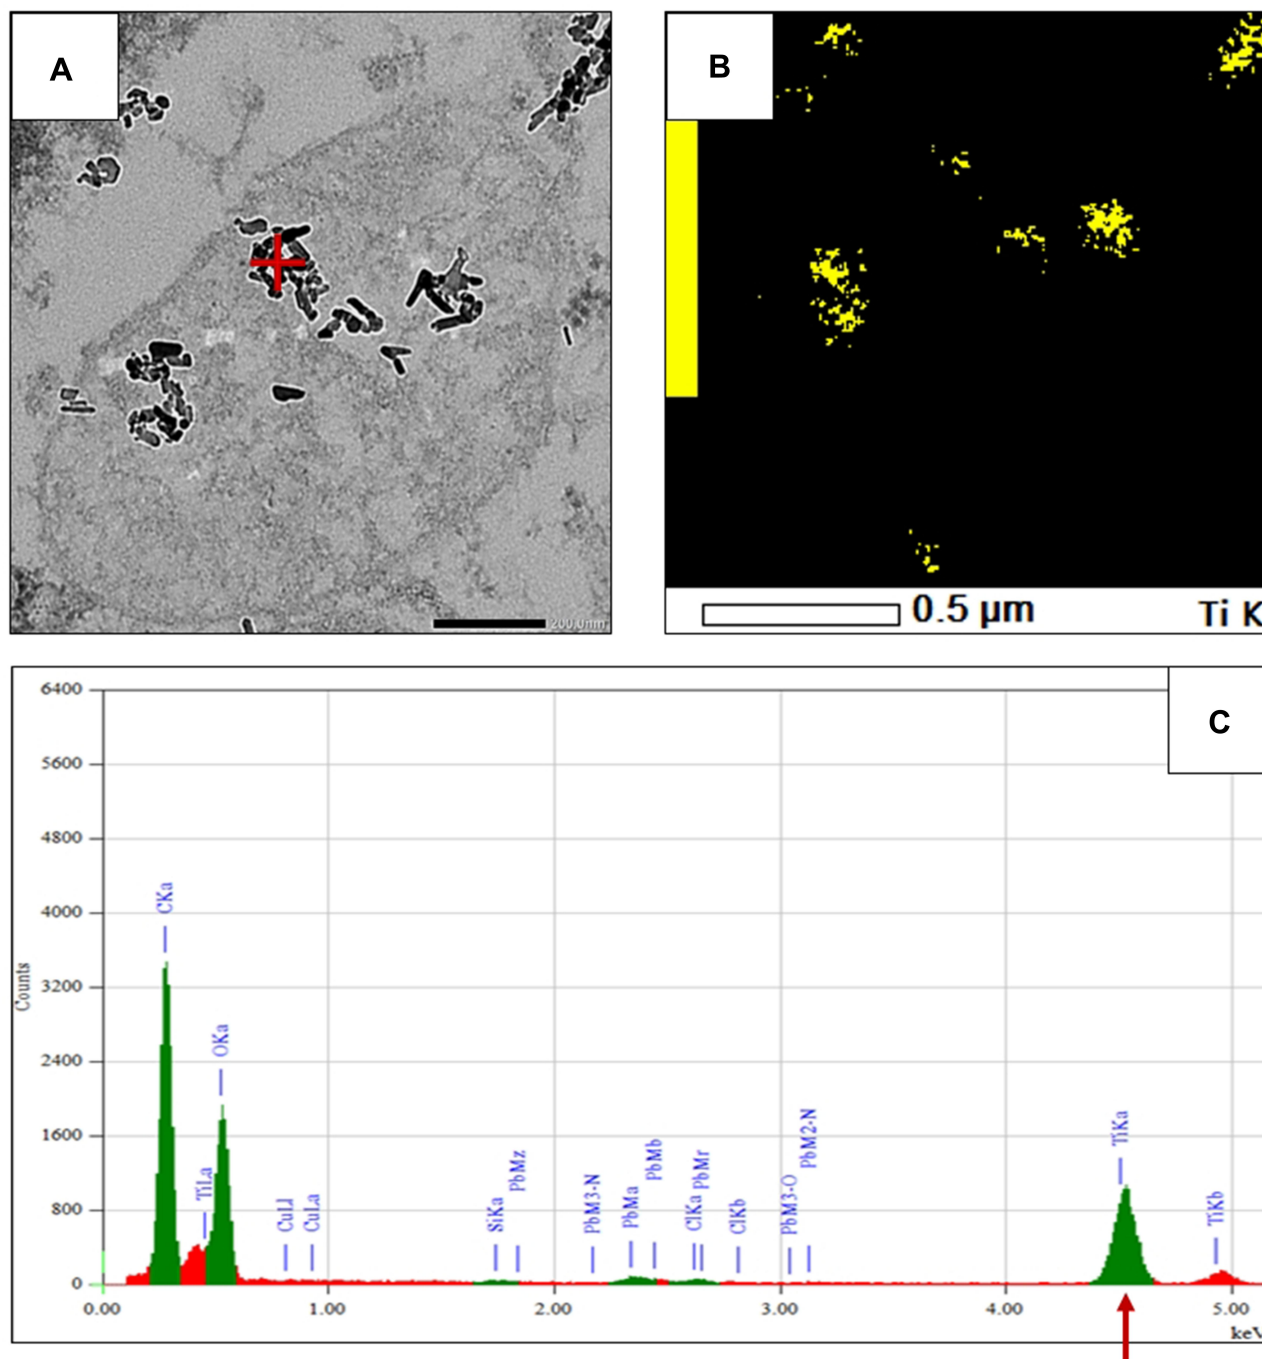 A
B
200.0nm
0.5 µm
Ti K
C
6400
5600
4800
4000
3200
2400
1600
800
0
Counts
CKa
TiLa
OKa
CuLl
CuLa
SiKa
PbMz
PbM3-N
PbMa
PbMb
ClKa
PbMr
ClKb
PbM3-O
PbM2-N
TiKa
TiKb
0.00
1.00
2.00
3.00
4.00
5.00
keV